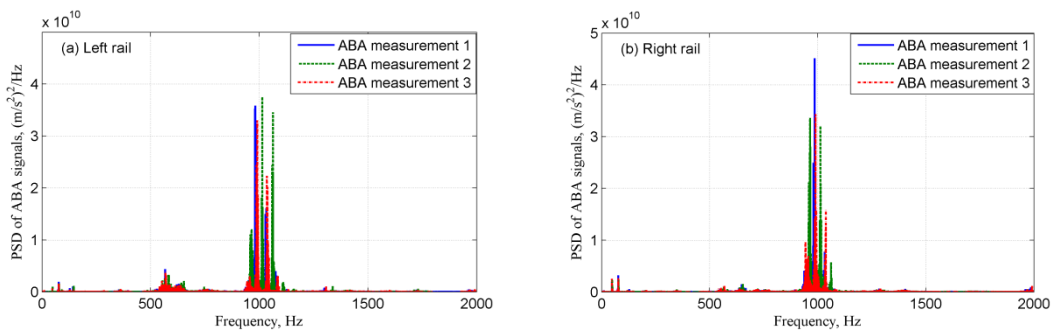 x 10^10
(a) Left rail
ABA measurement 1
ABA measurement 2
ABA measurement 3
PSD of ABA signals, (m/s²)²/Hz
4
3
2
1
0
0 500 1000 1500 2000
Frequency, Hz
x 10^10
(b) Right rail
ABA measurement 1
ABA measurement 2
ABA measurement 3
PSD of ABA signals, (m/s²)²/Hz
5
4
3
2
1
0
0 500 1000 1500 2000
Frequency, Hz